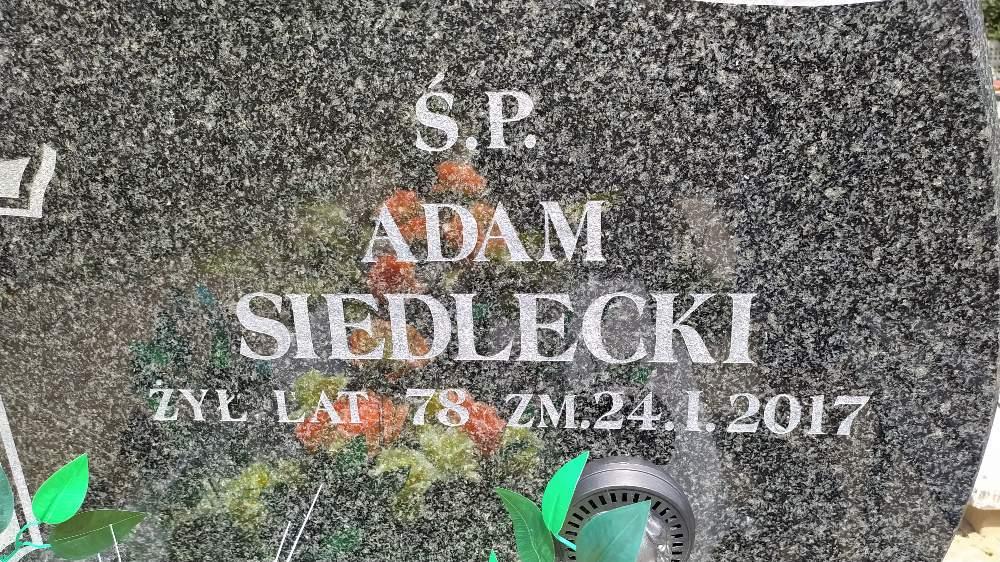 Ś.P.
ADAM
SIEDLECKI
ŻYŁ LAT 78 ZM.24.I.2017